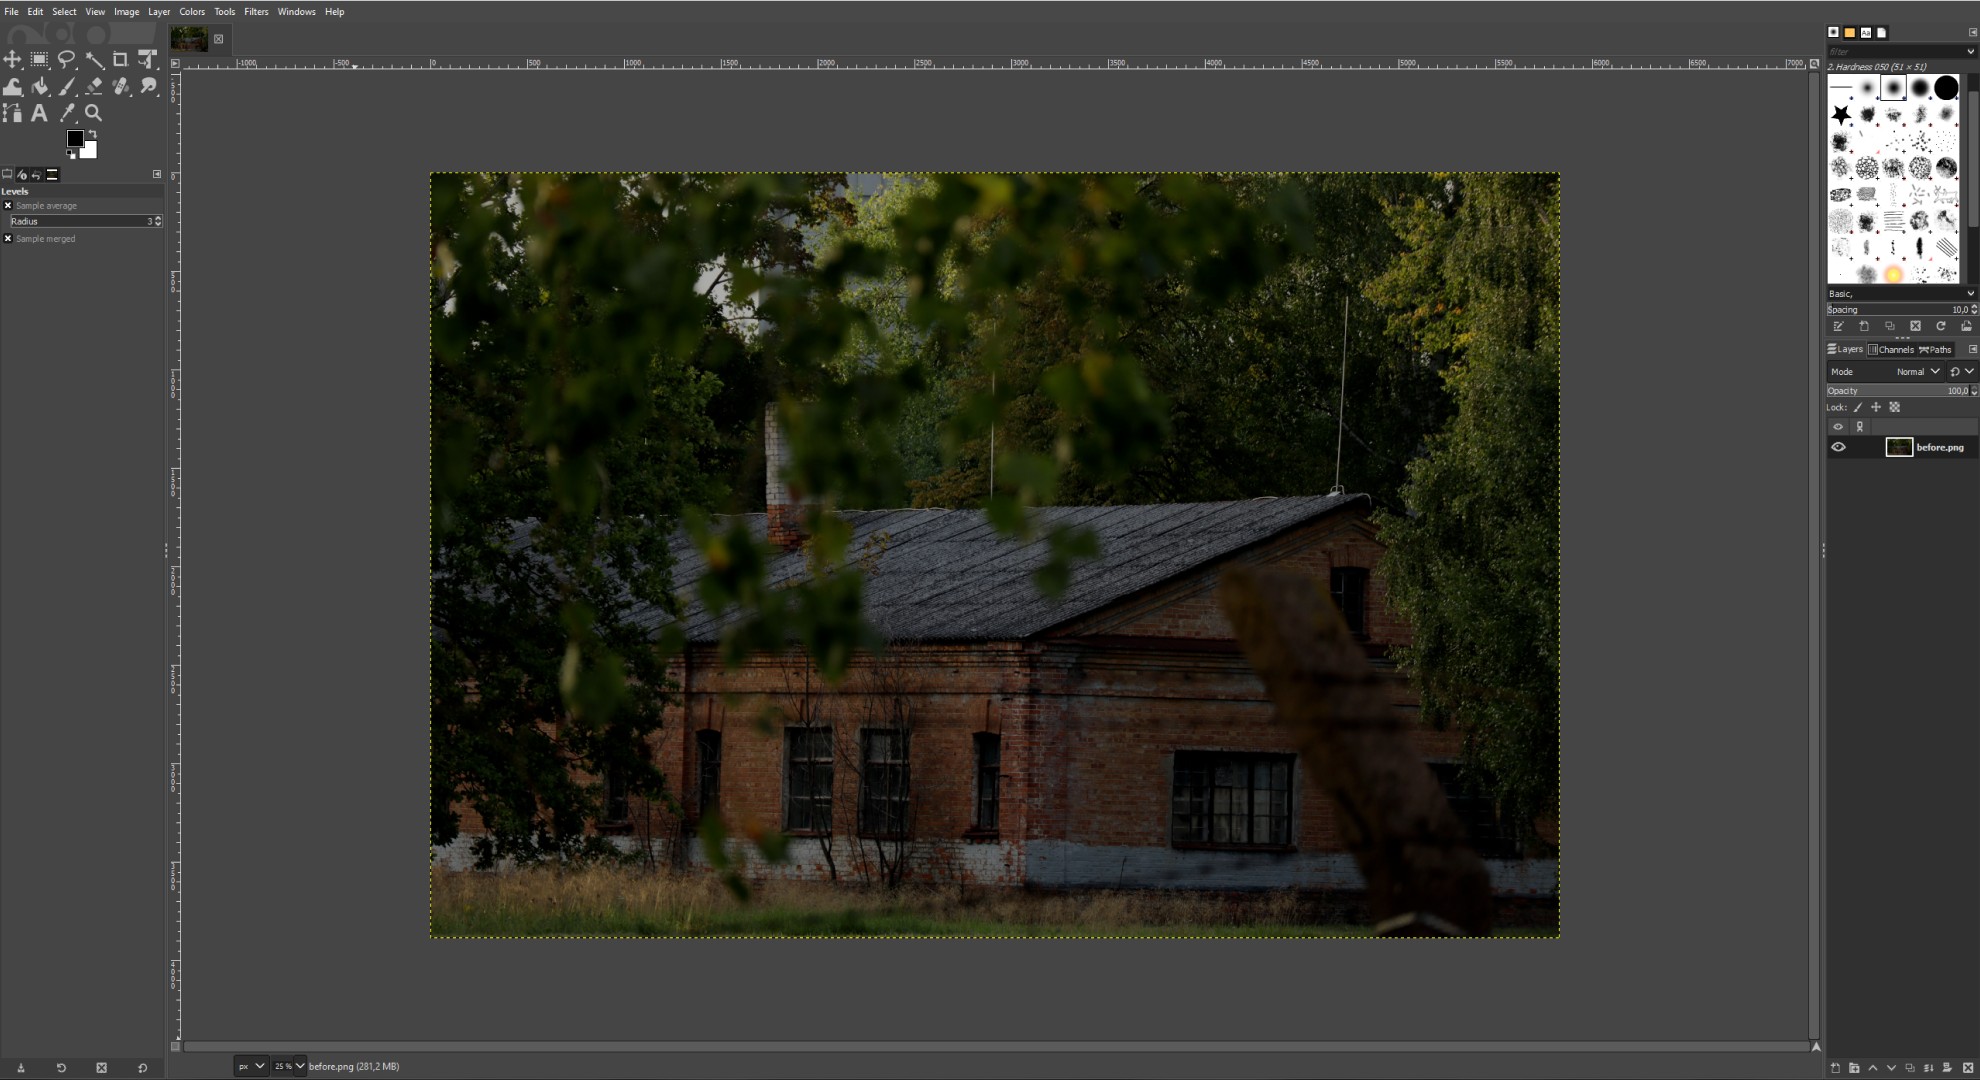 File Edit Select View Image Layer Colors Tools Filters Windows Help
-1000 -500 0 500 1000 1500 2000 2500 3000 3500 4000 4500 5000 5500 6000 6500 7000
filter
2. Hardness 050 (51 × 51)
Levels
Sample average
Radius 3
Sample merged
Basic,
Spacing 10,0
Layers Channels Paths
Mode Normal
Opacity 100,0
Lock:
before.png
px 25 % before.png (281,2 MB)